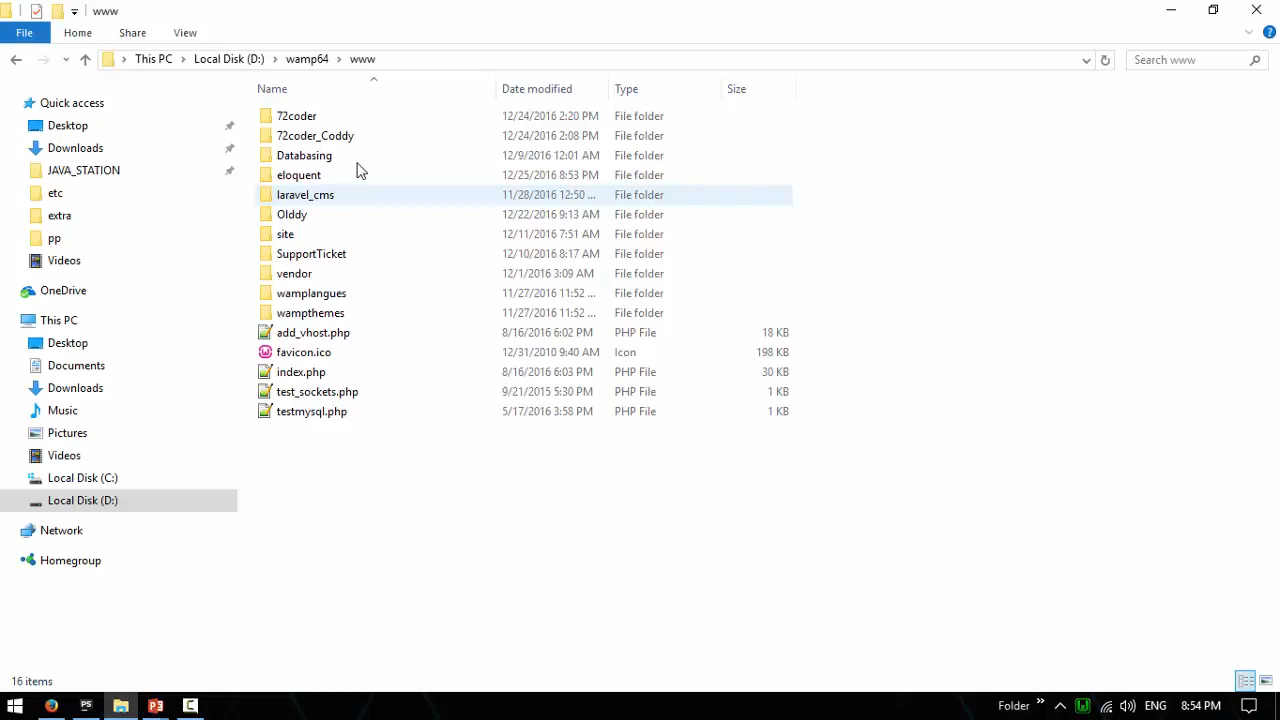 www
File Home Share View
This PC Local Disk (D:) wamp64 www
Search www
Name Date modified Type Size
Quick access
Desktop
Downloads
JAVA_STATION
etc
extra
pp
Videos
OneDrive
This PC
Desktop
Documents
Downloads
Music
Pictures
Videos
Local Disk (C:)
Local Disk (D:)
Network
Homegroup
72coder 12/24/2016 2:20 PM File folder
72coder_Coddy 12/24/2016 2:08 PM File folder
Databasing 12/9/2016 12:01 AM File folder
eloquent 12/25/2016 8:53 PM File folder
laravel_cms 11/28/2016 12:50 ... File folder
Olddy 12/22/2016 9:13 AM File folder
site 12/11/2016 7:51 AM File folder
SupportTicket 12/10/2016 8:17 AM File folder
vendor 12/1/2016 3:09 AM File folder
wamplangues 11/27/2016 11:52 ... File folder
wampthemes 11/27/2016 11:52 ... File folder
add_vhost.php 8/16/2016 6:02 PM PHP File 18 KB
favicon.ico 12/31/2010 9:40 AM Icon 198 KB
index.php 8/16/2016 6:03 PM PHP File 30 KB
test_sockets.php 9/21/2015 5:30 PM PHP File 1 KB
testmysql.php 5/17/2016 3:58 PM PHP File 1 KB
16 items
Folder ENG 8:54 PM